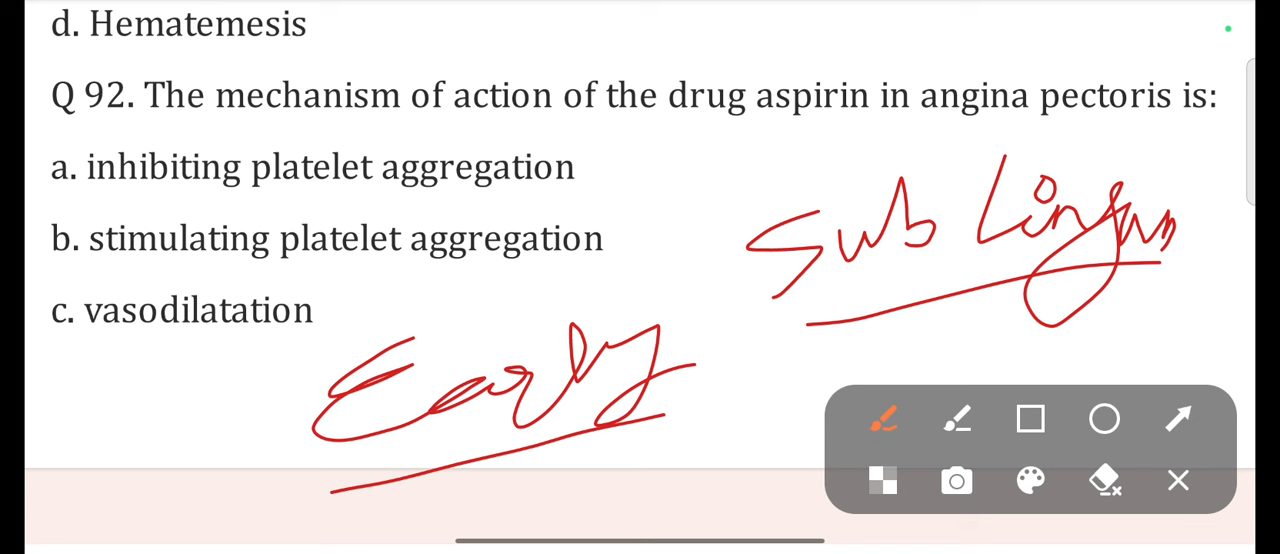 d. Hematemesis
Q 92. The mechanism of action of the drug aspirin in angina pectoris is:
a. inhibiting platelet aggregation
b. stimulating platelet aggregation
Sub
c. vasodilatation
Early